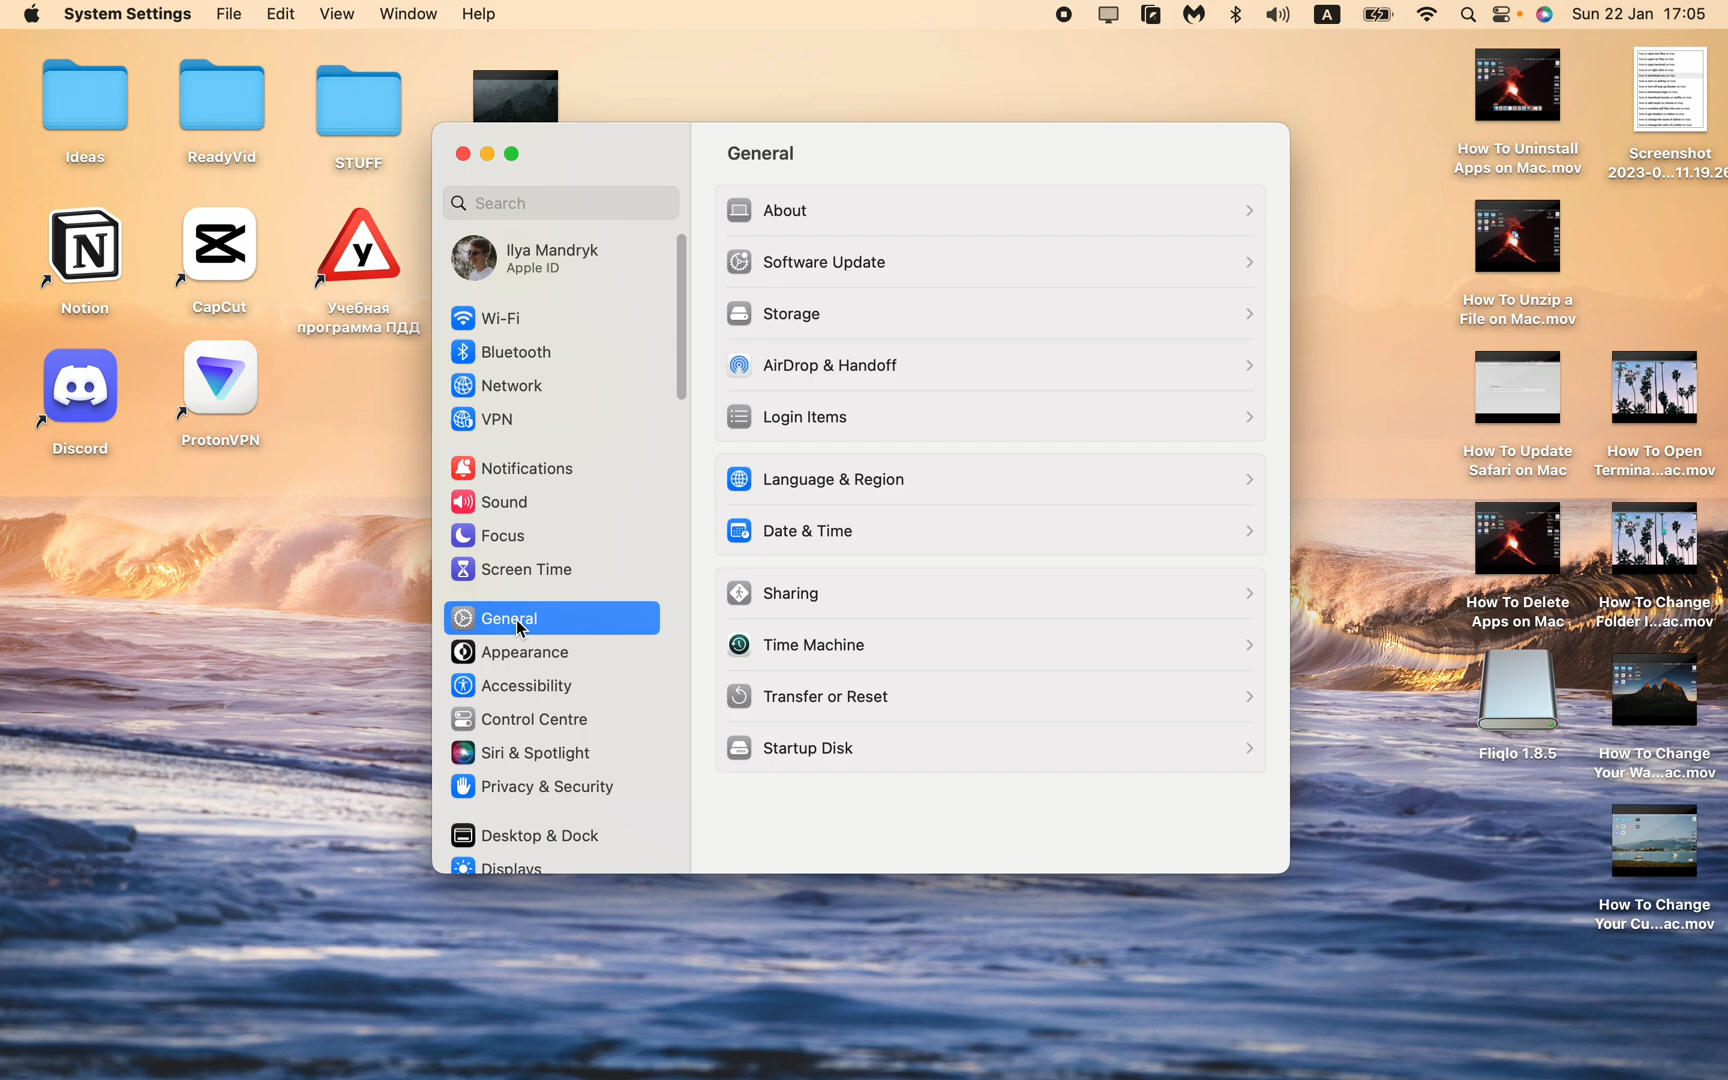 System Settings File Edit View Window Help
A
Sun 22 Jan 17:05
Ideas
ReadyVid
STUFF
N
Notion
CapCut
у
Учебная
программа ПДД
Discord
ProtonVPN
Search
Ilya Mandryk
Apple ID
Wi-Fi
Bluetooth
Network
VPN
Notifications
Sound
Focus
Screen Time
General
Appearance
Accessibility
Control Centre
Siri & Spotlight
Privacy & Security
Desktop & Dock
Displays
General
About
Software Update
Storage
AirDrop & Handoff
Login Items
Language & Region
Date & Time
Sharing
Time Machine
Transfer or Reset
Startup Disk
How To Uninstall
Apps on Mac.mov
Screenshot
2023-0...11.19.26
How To Unzip a
File on Mac.mov
How To Update
Safari on Mac
How To Open
Termina...ac.mov
How To Delete
Apps on Mac
How To Change
Folder I...ac.mov
Fliqlo 1.8.5
How To Change
Your Wa...ac.mov
How To Change
Your Cu...ac.mov